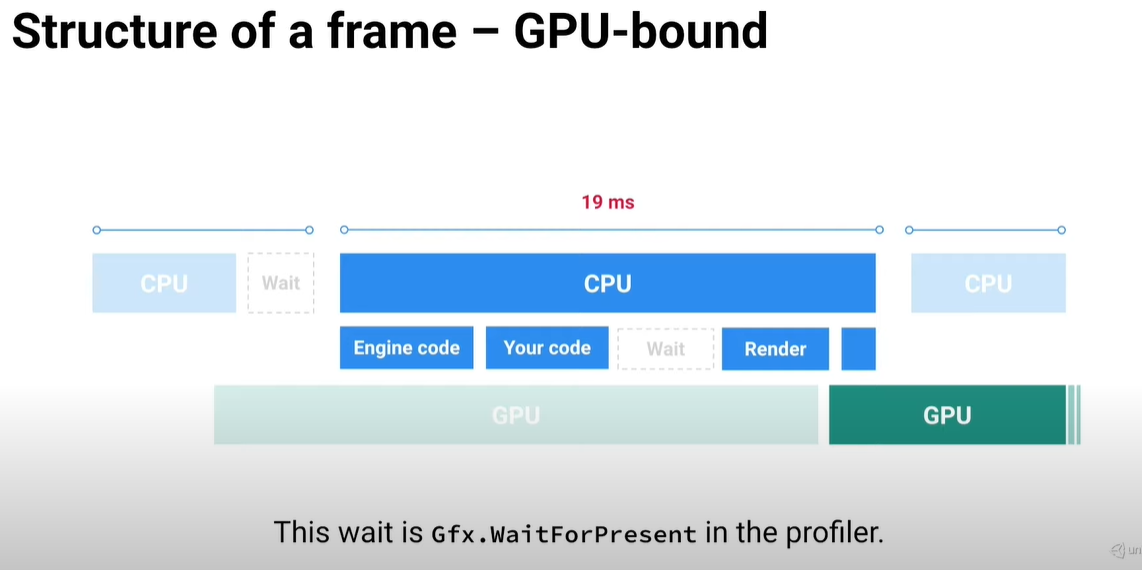 Structure of a frame – GPU-bound
19 ms
CPU
Wait
CPU
CPU
Engine code
Your code
Wait
Render
GPU
GPU
This wait is Gfx.WaitForPresent in the profiler.